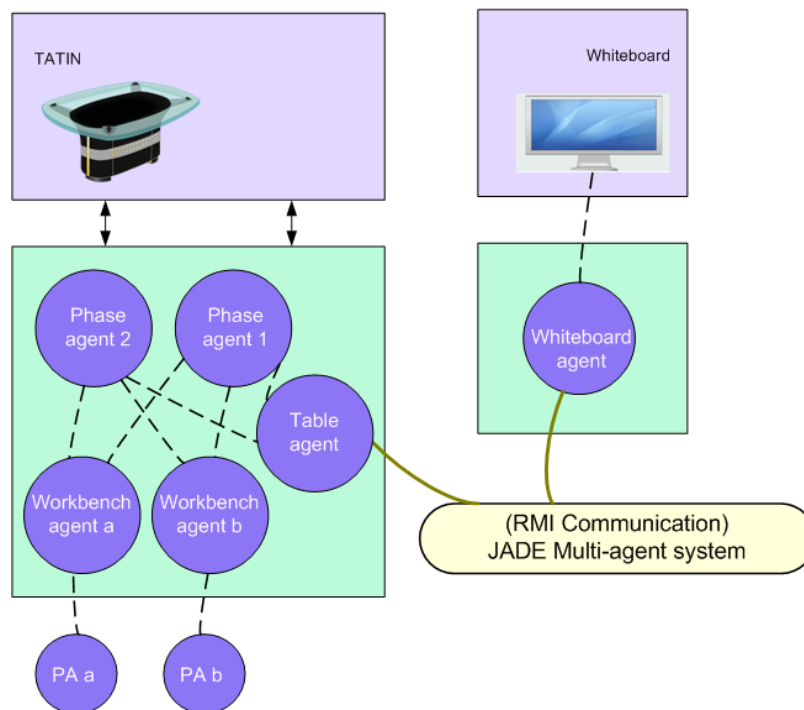 TATIN
Whiteboard
Phase
agent 2
Phase
agent 1
Whiteboard
agent
Table
agent
Workbench
agent a
Workbench
agent b
(RMI Communication)
JADE Multi-agent system
PA a
PA b